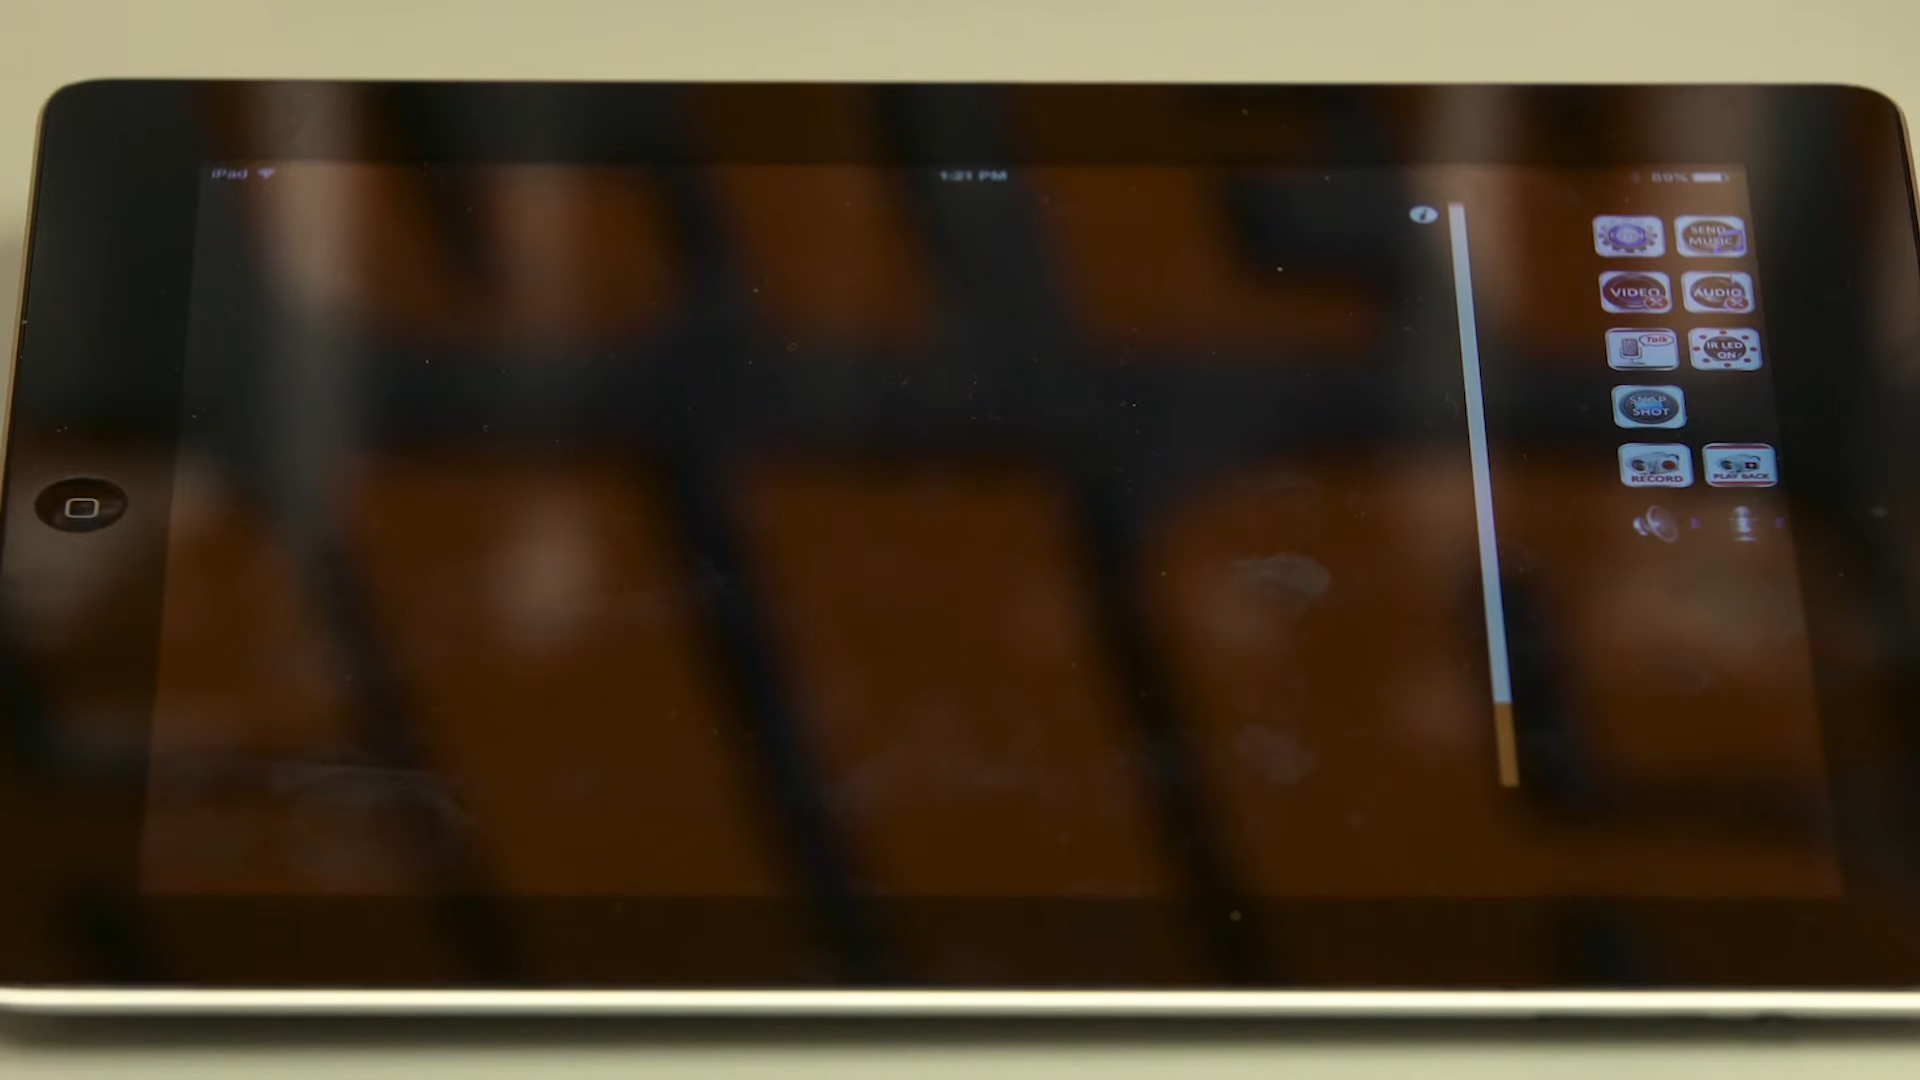 iPad 1:21 PM 89%
SEND MUSIC
VIDEO AUDIO
Talk IR LED ON
SNAP SHOT
RECORD PLAY BACK